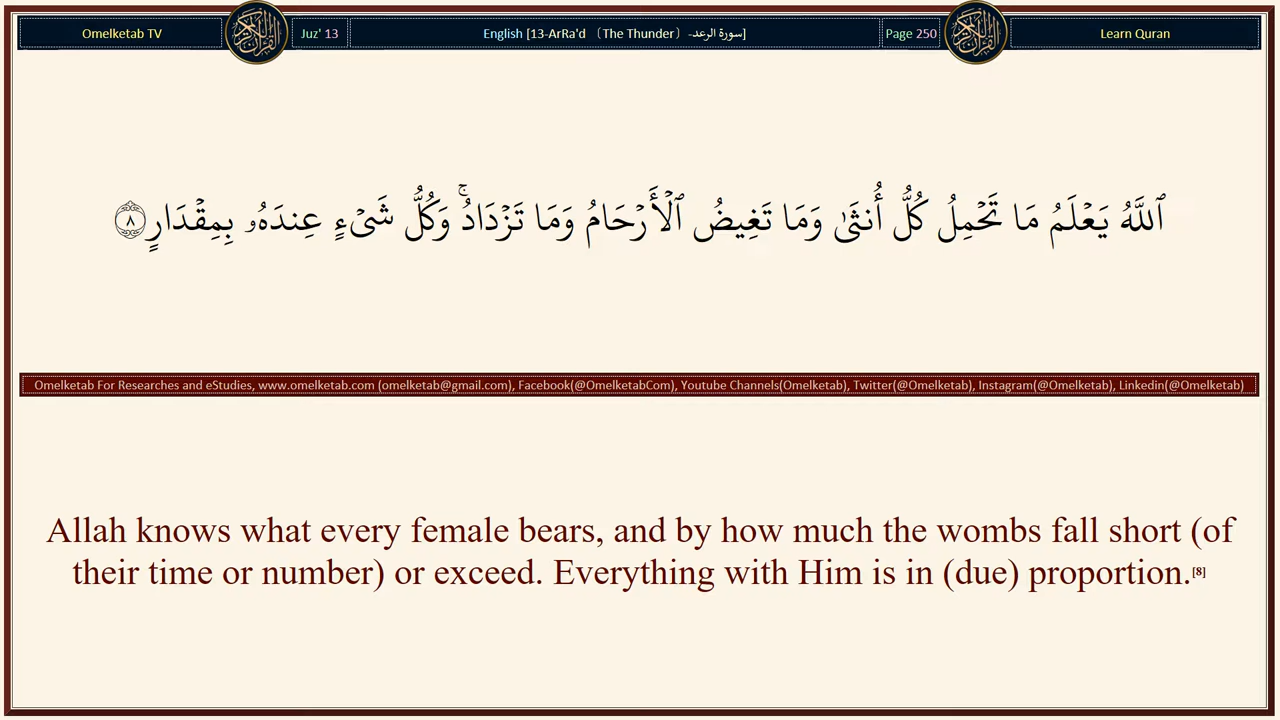 Omelketab TV
Juz' 13
English [13-ArRa'd （The Thunder）-سورة الرعد]
Page 250
Learn Quran
ٱللَّهُ يَعۡلَمُ مَا تَحۡمِلُ كُلُّ أُنثَىٰ وَمَا تَغِيضُ ٱلۡأَرۡحَامُ وَمَا تَزۡدَادُۚ وَكُلُّ شَىۡءٍ عِندَهُۥ بِمِقۡدَارٍ ٨
Omelketab For Researches and eStudies, www.omelketab.com (omelketab@gmail.com), Facebook(@OmelketabCom), Youtube Channels(Omelketab), Twitter(@Omelketab), Instagram(@Omelketab), Linkedin(@Omelketab)
Allah knows what every female bears, and by how much the wombs fall short (of
their time or number) or exceed. Everything with Him is in (due) proportion.[8]